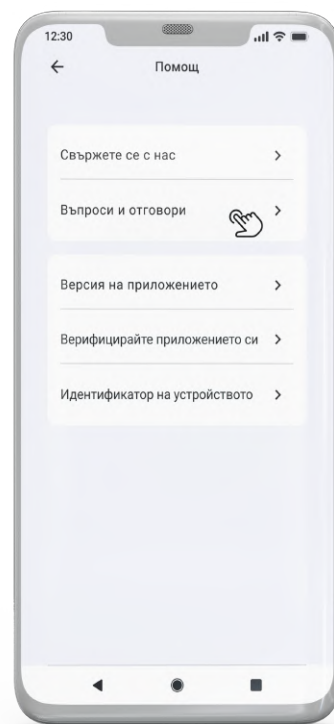 12:30
Помощ
Свържете се с нас
Въпроси и отговори
Версия на приложението
Верифицирайте приложението си
Идентификатор на устройството